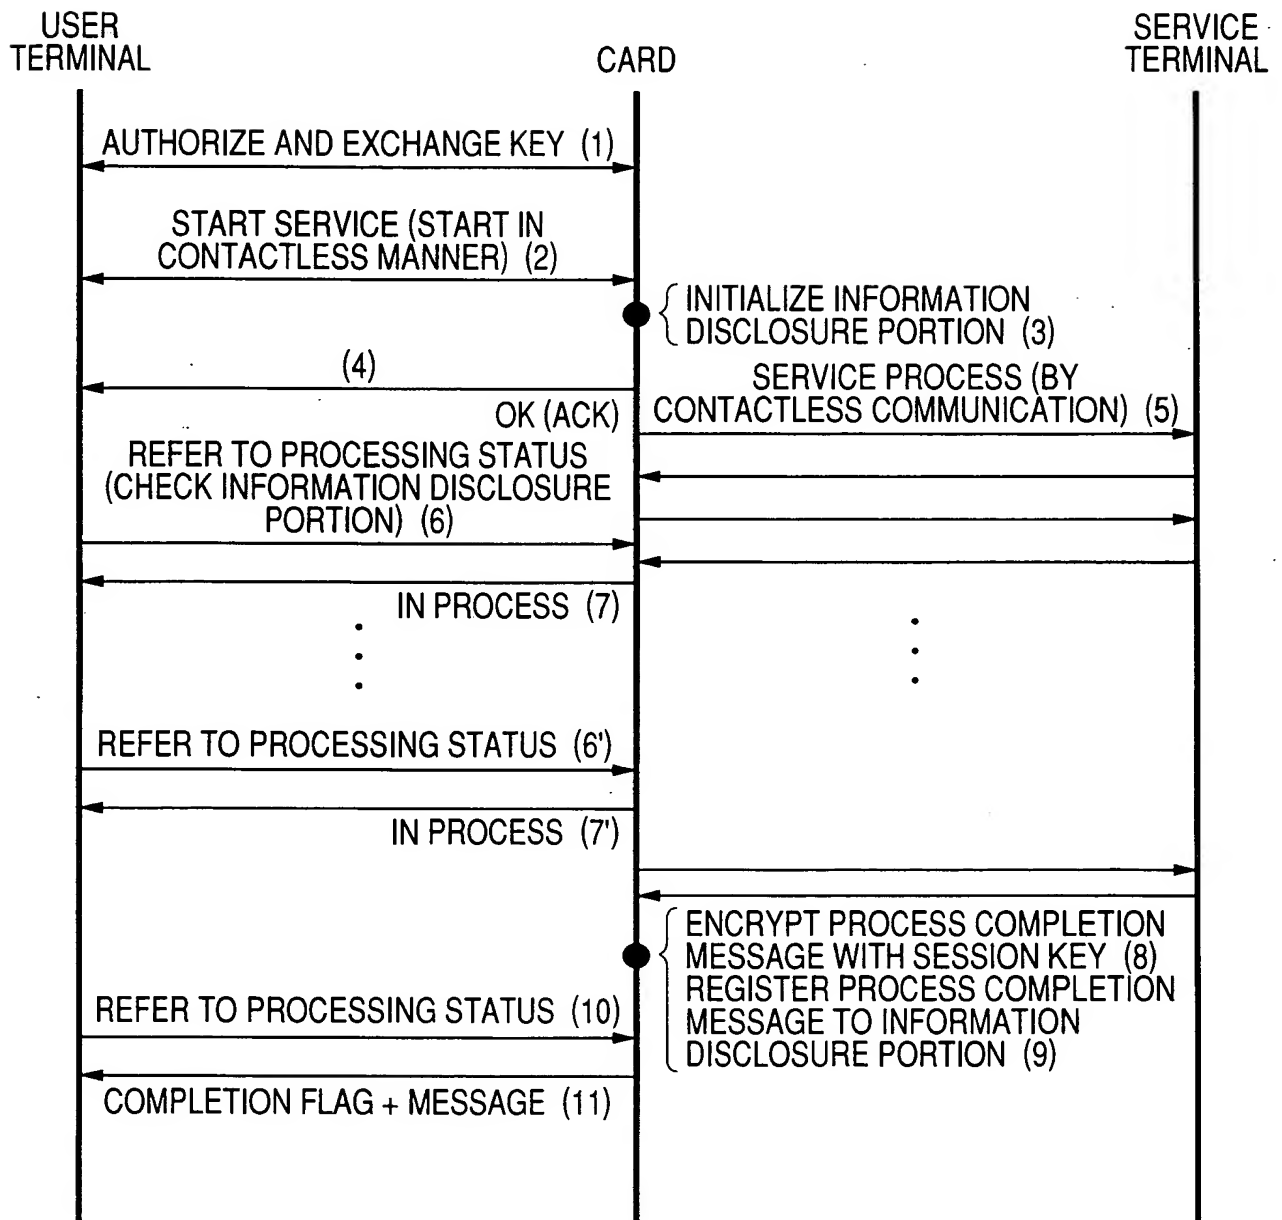 USER
TERMINAL
CARD
SERVICE
TERMINAL
AUTHORIZE AND EXCHANGE KEY (1)
START SERVICE (START IN
CONTACTLESS MANNER) (2)
INITIALIZE INFORMATION
DISCLOSURE PORTION (3)
(4)
OK (ACK)
SERVICE PROCESS (BY
CONTACTLESS COMMUNICATION) (5)
REFER TO PROCESSING STATUS
(CHECK INFORMATION DISCLOSURE
PORTION) (6)
IN PROCESS (7)
REFER TO PROCESSING STATUS (6')
IN PROCESS (7')
ENCRYPT PROCESS COMPLETION
MESSAGE WITH SESSION KEY (8)
REGISTER PROCESS COMPLETION
MESSAGE TO INFORMATION
DISCLOSURE PORTION (9)
REFER TO PROCESSING STATUS (10)
COMPLETION FLAG + MESSAGE (11)